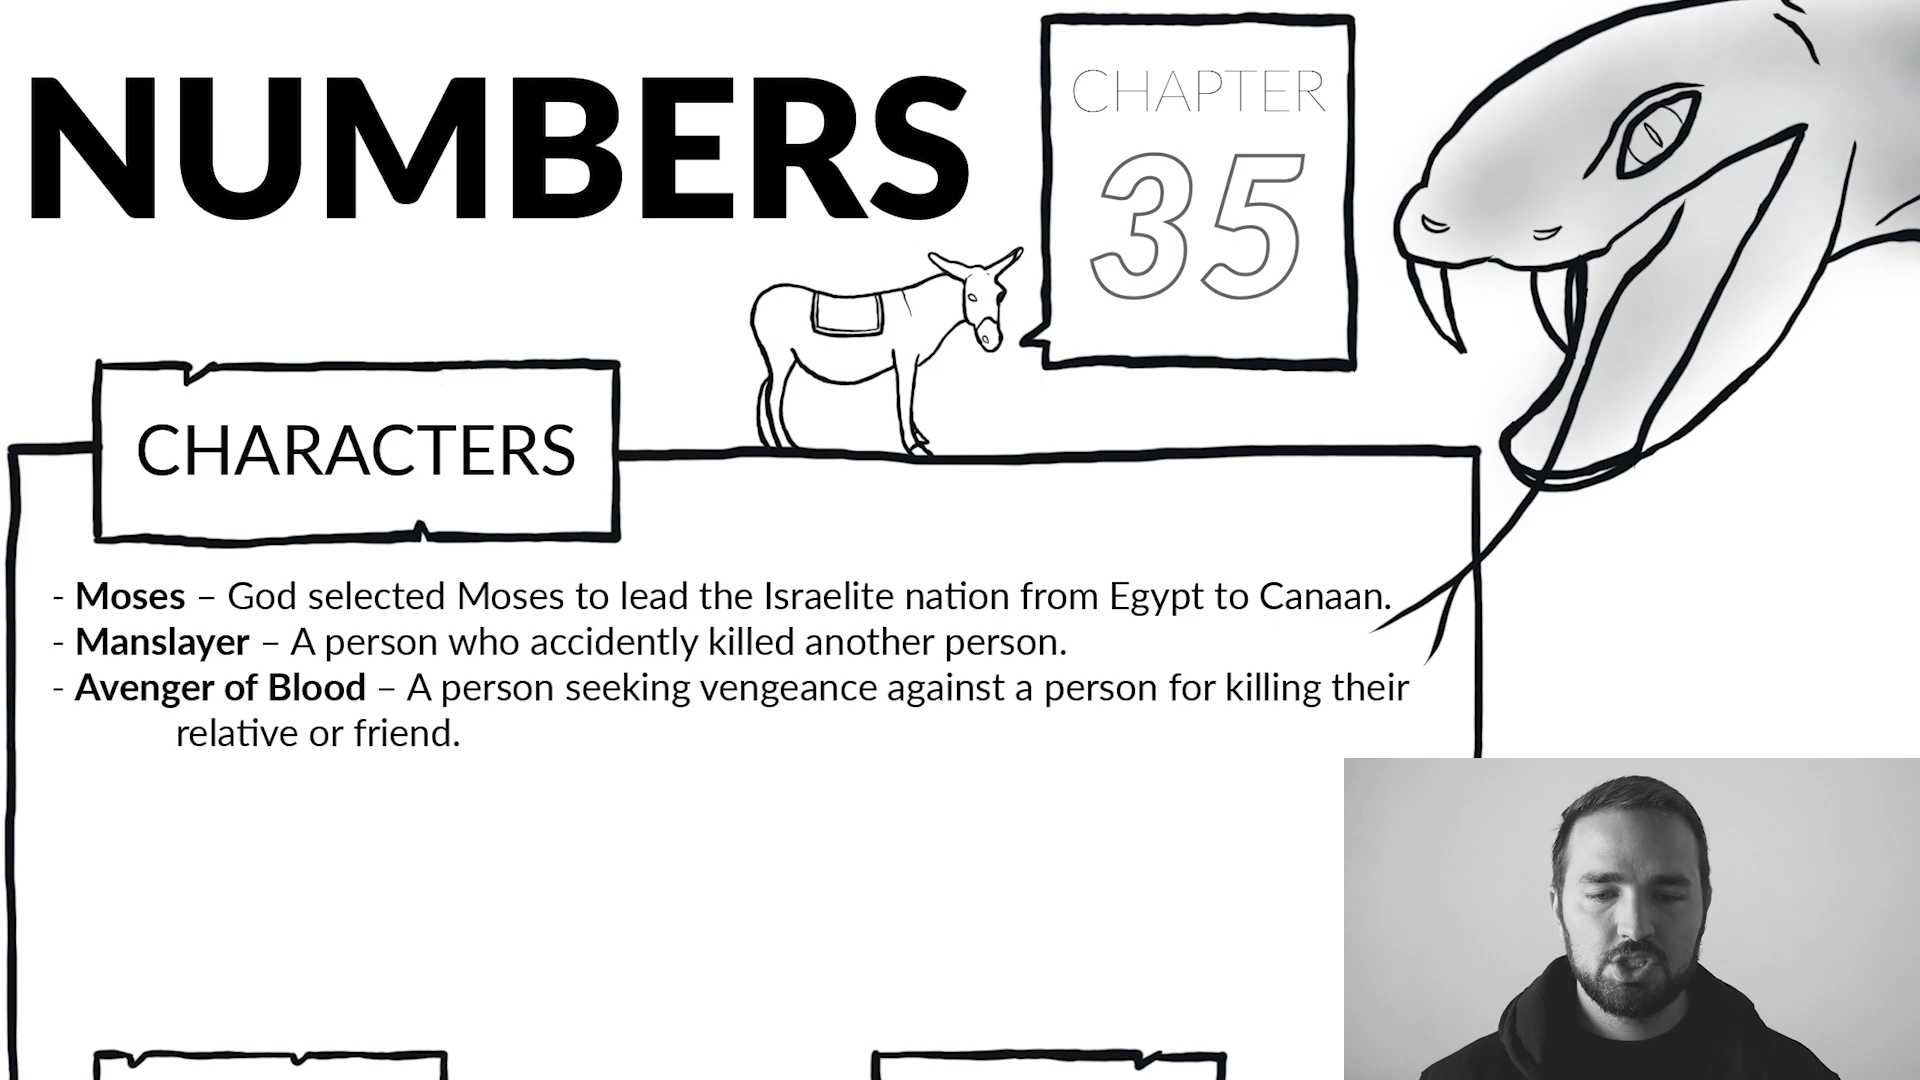 NUMBERS
CHAPTER
35
CHARACTERS
- Moses – God selected Moses to lead the Israelite nation from Egypt to Canaan.
- Manslayer – A person who accidently killed another person.
- Avenger of Blood – A person seeking vengeance against a person for killing their
relative or friend.